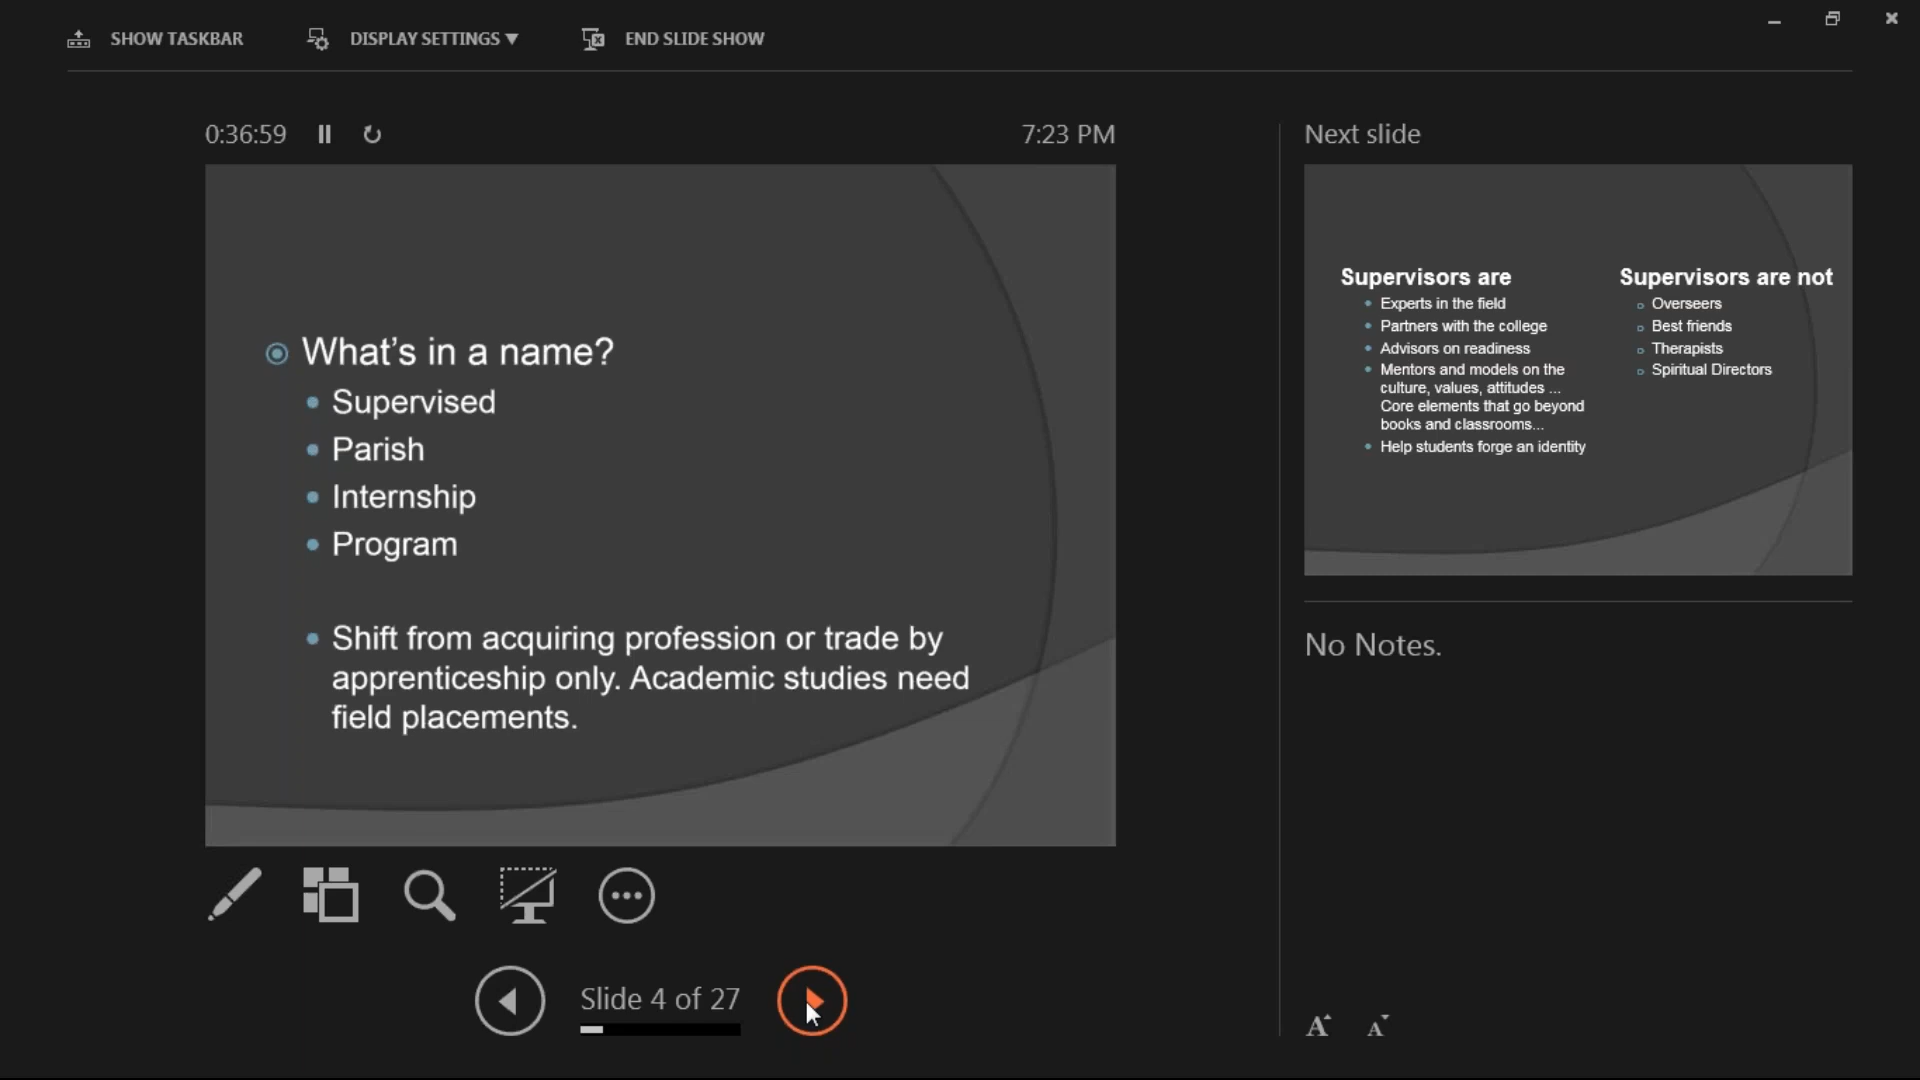 SHOW TASKBAR
DISPLAY SETTINGS ▼
END SLIDE SHOW
0:36:59
7:23 PM
What's in a name?
Supervised
Parish
Internship
Program
Shift from acquiring profession or trade by
apprenticeship only. Academic studies need
field placements.
Slide 4 of 27
Next slide
Supervisors are
Experts in the field
Partners with the college
Advisors on readiness
Mentors and models on the
culture, values, attitudes ...
Core elements that go beyond
books and classrooms...
Help students forge an identity
Supervisors are not
Overseers
Best friends
Therapists
Spiritual Directors
No Notes.
A A